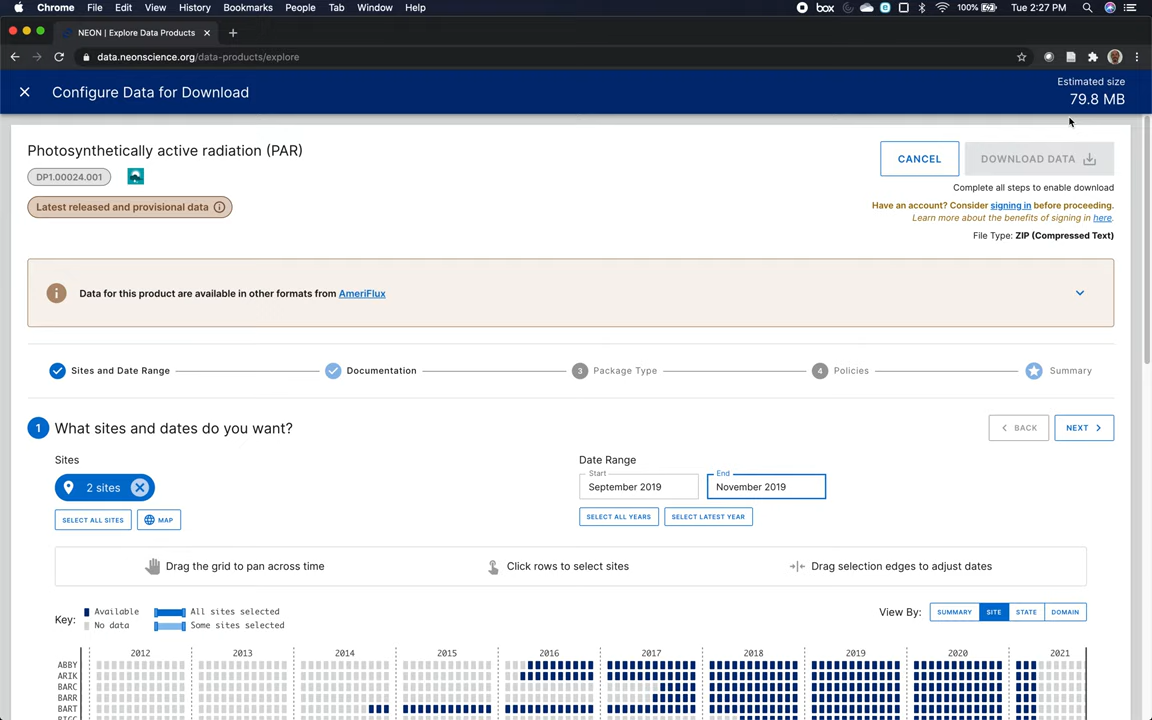 Chrome File Edit View History Bookmarks People Tab Window Help box 100% Tue 2:27 PM
NEON | Explore Data Products
data.neonscience.org/data-products/explore
Configure Data for Download
Estimated size
79.8 MB
Photosynthetically active radiation (PAR)
CANCEL DOWNLOAD DATA
DP1.00024.001
Complete all steps to enable download
Latest released and provisional data
Have an account? Consider signing in before proceeding.
Learn more about the benefits of signing in here.
File Type: ZIP (Compressed Text)
Data for this product are available in other formats from AmeriFlux
Sites and Date Range Documentation 3 Package Type 4 Policies Summary
1 What sites and dates do you want? BACK NEXT
Sites Date Range
Start End
2 sites September 2019 November 2019
SELECT ALL SITES MAP SELECT ALL YEARS SELECT LATEST YEAR
Drag the grid to pan across time Click rows to select sites Drag selection edges to adjust dates
Key: Available All sites selected View By: SUMMARY SITE STATE DOMAIN
No data Some sites selected
2012 2013 2014 2015 2016 2017 2018 2019 2020 2021
ABBY
ARIK
BARC
BARR
BART